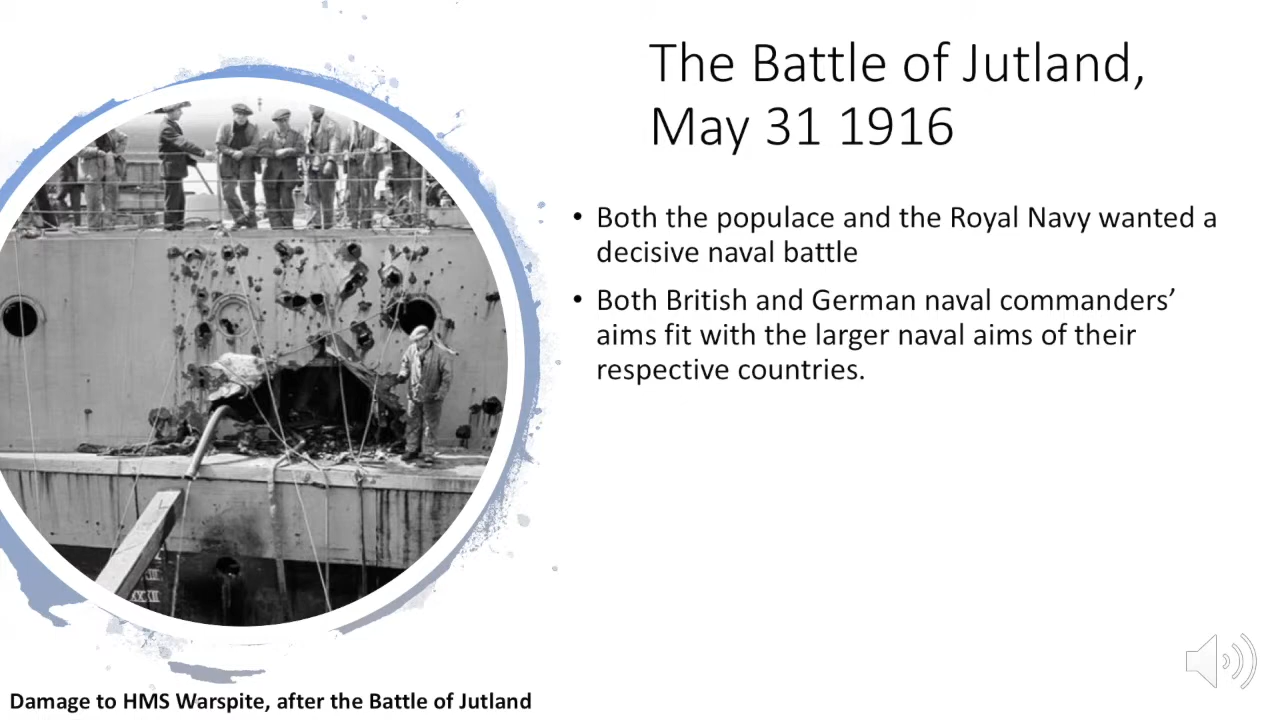 The Battle of Jutland,
May 31 1916
• Both the populace and the Royal Navy wanted a
decisive naval battle
• Both British and German naval commanders’
aims fit with the larger naval aims of their
respective countries.
Damage to HMS Warspite, after the Battle of Jutland